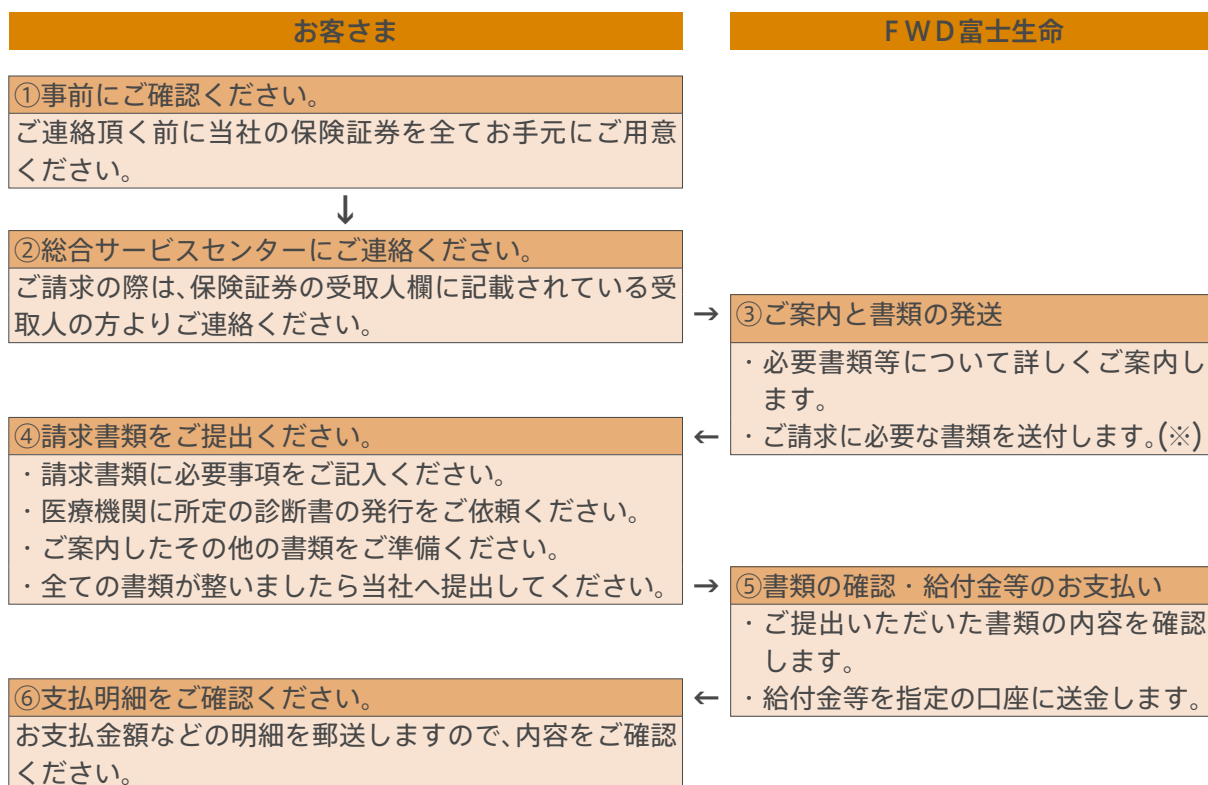 お客さま
ＦＷＤ富士生命
①事前にご確認ください。
ご連絡頂く前に当社の保険証券を全てお手元にご用意
ください。
↓
②総合サービスセンターにご連絡ください。
ご請求の際は、保険証券の受取人欄に記載されている受
取人の方よりご連絡ください。
→
③ご案内と書類の発送
・必要書類等について詳しくご案内し
ます。
・ご請求に必要な書類を送付します。(※)
←
④請求書類をご提出ください。
・請求書類に必要事項をご記入ください。
・医療機関に所定の診断書の発行をご依頼ください。
・ご案内したその他の書類をご準備ください。
・全ての書類が整いましたら当社へ提出してください。
→
⑤書類の確認・給付金等のお支払い
・ご提出いただいた書類の内容を確認
します。
・給付金等を指定の口座に送金します。
←
⑥支払明細をご確認ください。
お支払金額などの明細を郵送しますので、内容をご確認
ください。